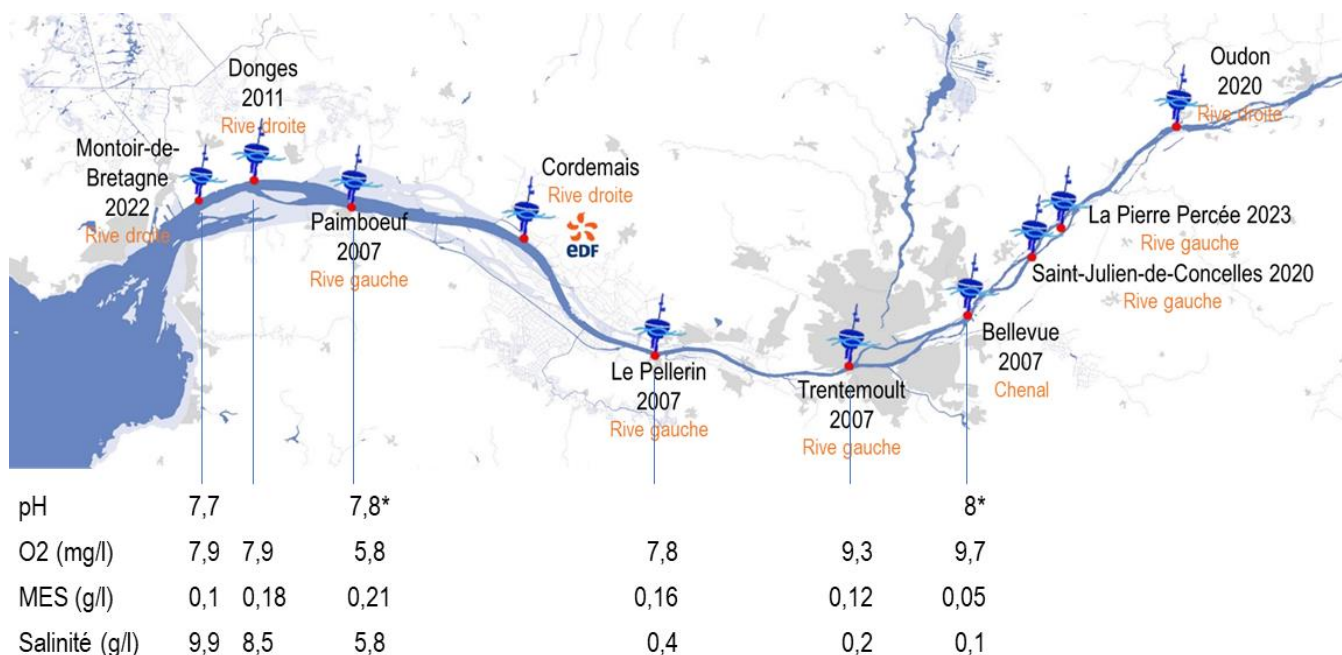 Donges
2011
Rive droite
Montoir-de-
Bretagne
2022
Rive droite
Paimboeuf
2007
Rive gauche
Cordemais
Rive droite
eDF
Le Pellerin
2007
Rive gauche
Trentemoult
2007
Rive gauche
Bellevue
2007
Chenal
Oudon
2020
Rive droite
La Pierre Percée 2023
Rive gauche
Saint-Julien-de-Concelles 2020
Rive gauche
pH 7,7 7,8* 8*
O2 (mg/l) 7,9 7,9 5,8 7,8 9,3 9,7
MES (g/l) 0,1 0,18 0,21 0,16 0,12 0,05
Salinité (g/l) 9,9 8,5 5,8 0,4 0,2 0,1